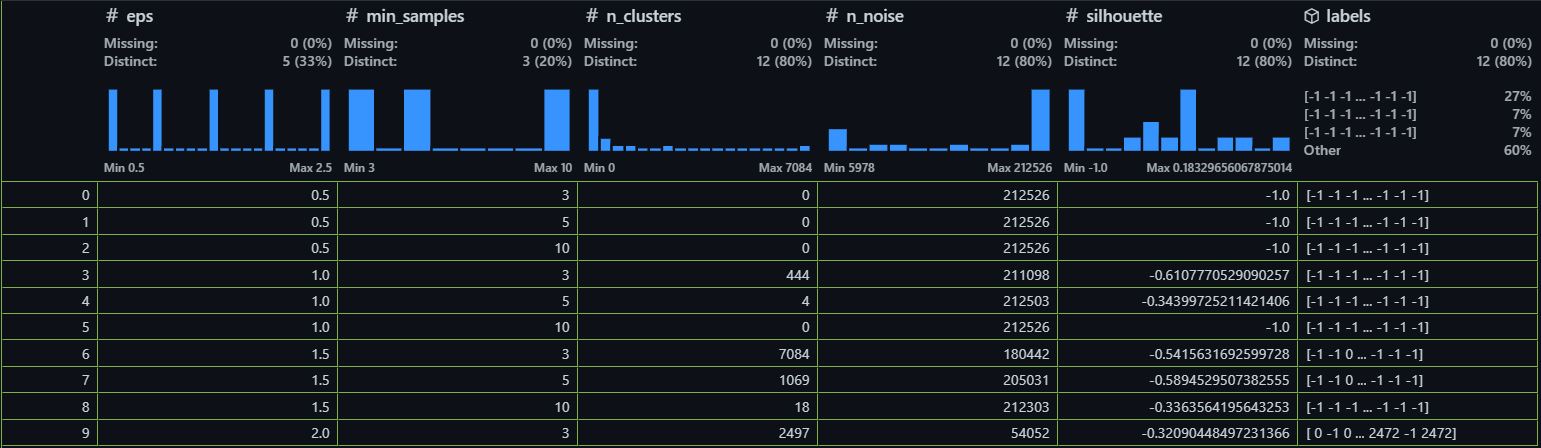 # eps # min_samples # n_clusters # n_noise # silhouette labels
Missing: 0 (0%) Missing: 0 (0%) Missing: 0 (0%) Missing: 0 (0%) Missing: 0 (0%) Missing: 0 (0%)
Distinct: 5 (33%) Distinct: 3 (20%) Distinct: 12 (80%) Distinct: 12 (80%) Distinct: 12 (80%) Distinct: 12 (80%)
[-1 -1 -1 ... -1 -1 -1] 27%
[-1 -1 -1 ... -1 -1 -1] 7%
[-1 -1 -1 ... -1 -1 -1] 7%
Other 60%
Min 0.5 Max 2.5 Min 3 Max 10 Min 0 Max 7084 Min 5978 Max 212526 Min -1.0 Max 0.18329656067875014
0 0.5 3 0 212526 -1.0 [-1 -1 -1 ... -1 -1 -1]
1 0.5 5 0 212526 -1.0 [-1 -1 -1 ... -1 -1 -1]
2 0.5 10 0 212526 -1.0 [-1 -1 -1 ... -1 -1 -1]
3 1.0 3 444 211098 -0.6107770529090257 [-1 -1 -1 ... -1 -1 -1]
4 1.0 5 4 212503 -0.34399725211421406 [-1 -1 -1 ... -1 -1 -1]
5 1.0 10 0 212526 -1.0 [-1 -1 -1 ... -1 -1 -1]
6 1.5 3 7084 180442 -0.5415631692599728 [-1 -1 0 ... -1 -1 -1]
7 1.5 5 1069 205031 -0.5894529507382555 [-1 -1 0 ... -1 -1 -1]
8 1.5 10 18 212303 -0.3363564195643253 [-1 -1 -1 ... -1 -1 -1]
9 2.0 3 2497 54052 -0.32090448497231366 [ 0 -1 0 ... 2472 -1 2472]